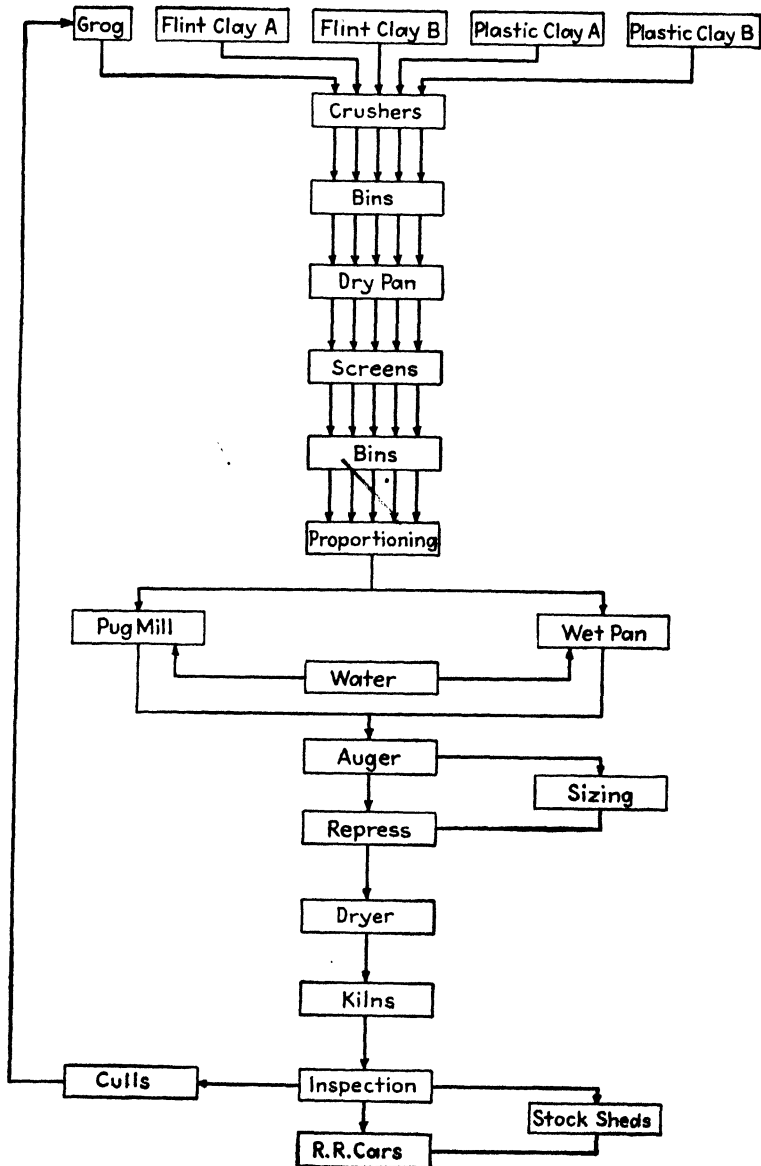 Grog
Flint Clay A
Flint Clay B
Plastic Clay A
Plastic Clay B
Crushers
Bins
Dry Pan
Screens
Bins
Proportioning
Pug Mill
Wet Pan
Water
Auger
Sizing
Repress
Dryer
Kilns
Culls
Inspection
Stock Sheds
R.R. Cars